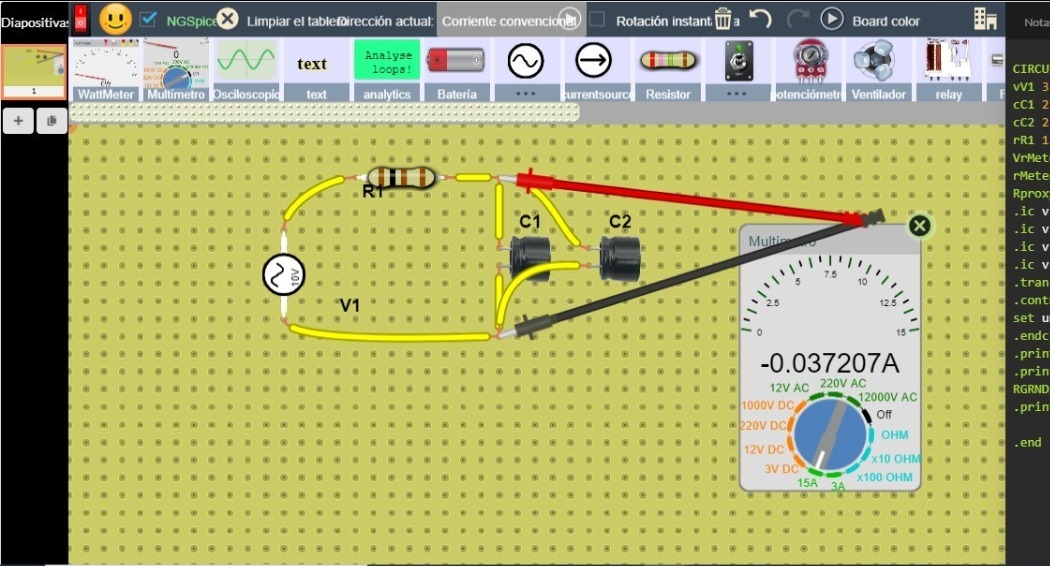 Diapositivas
NGSpice
Limpiar el tablero
Dirección actual:
Corriente convencional
Rotación instant
a
Board color
Nota
text
Analyse
loops!
WattMeter
Multímetro
Osciloscopio
text
analytics
Batería
...
currentsource
Resistor
...
potenciómetr
Ventilador
relay
F
1
+
CIRCU
vV1 3
cC1 2
cC2 2
rR1 1
VrMete
rMete
Rprox
.ic v
.ic v
.ic v
.ic v
.tran
.cont
set u
.endc
.prin
.prin
RGRND
.prin
.end
R1
C1
C2
10V
V1
Multímetro
0
2.5
5
7.5
10
12.5
15
-0.037207A
12V AC
220V AC
12000V AC
1000V DC
Off
220V DC
OHM
12V DC
x10 OHM
3V DC
x100 OHM
15A
3A